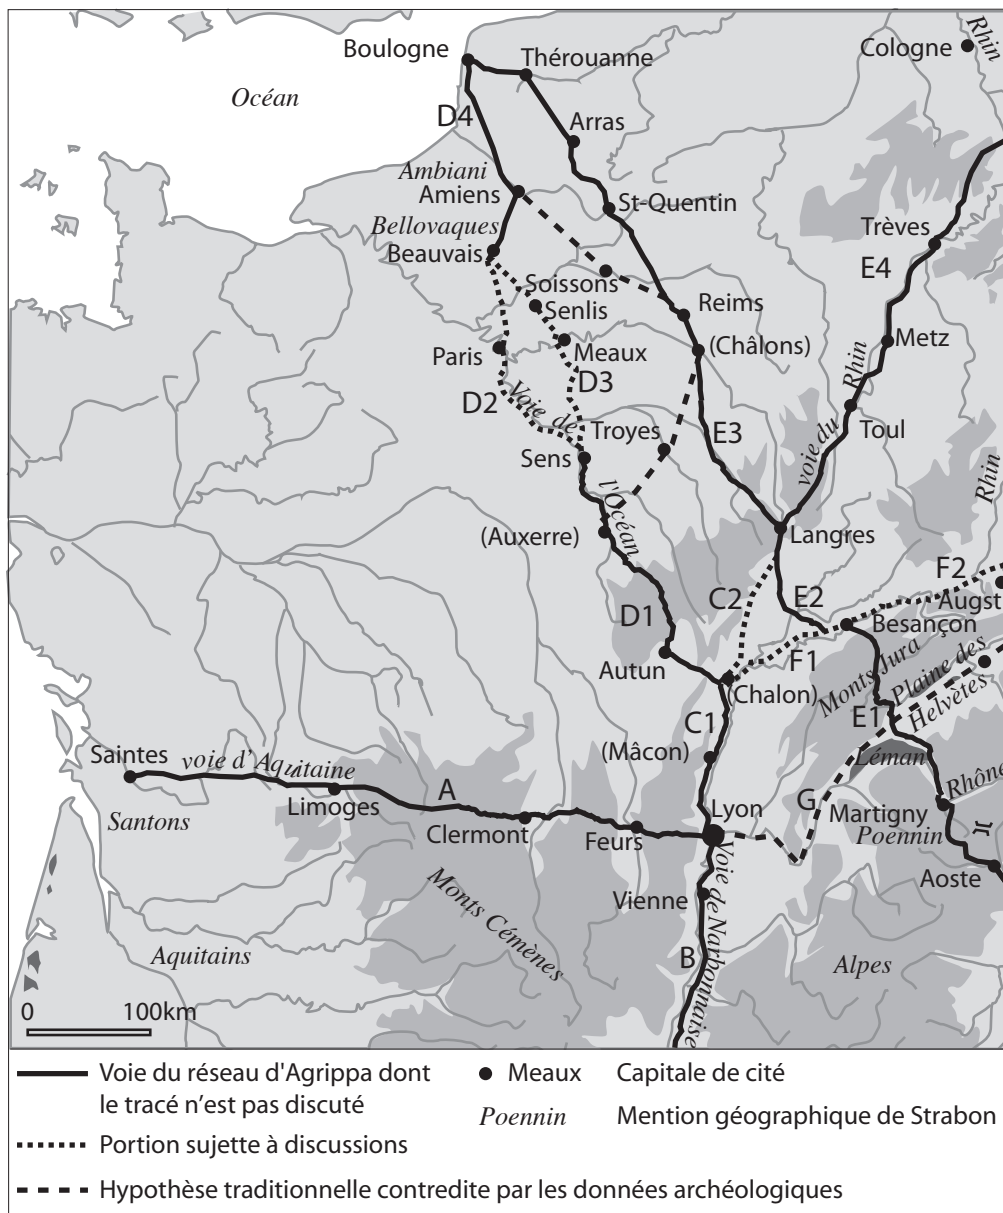 Boulogne
Thérouanne
Cologne
Rhin
Océan
D4
Arras
Ambiani
Amiens
St-Quentin
Bellovaques
Beauvais
Trèves
E4
Soissons
Senlis
Reims
Paris
Meaux
(Châlons)
Metz
D2
D3
Voie de
l'Océan
voie du
Rhin
Troyes
E3
Toul
Sens
Rhin
(Auxerre)
Langres
F2
C2
E2
Augst
D1
Besançon
Autun
F1
Monts Jura
Plaine des
Helvètes
(Chalon)
C1
E1
(Mâcon)
Léman
Saintes
voie d'Aquitaine
A
Limoges
Santons
Clermont
Feurs
Lyon
G
Martigny
Rhône
Poennin
Aoste
Vienne
Voie de Narbonnaise
Monts Cémènes
Aquitains
B
Alpes
0
100km
Voie du réseau d'Agrippa dont
le tracé n'est pas discuté
Meaux
Capitale de cité
Poennin
Mention géographique de Strabon
Portion sujette à discussions
Hypothèse traditionnelle contredite par les données archéologiques